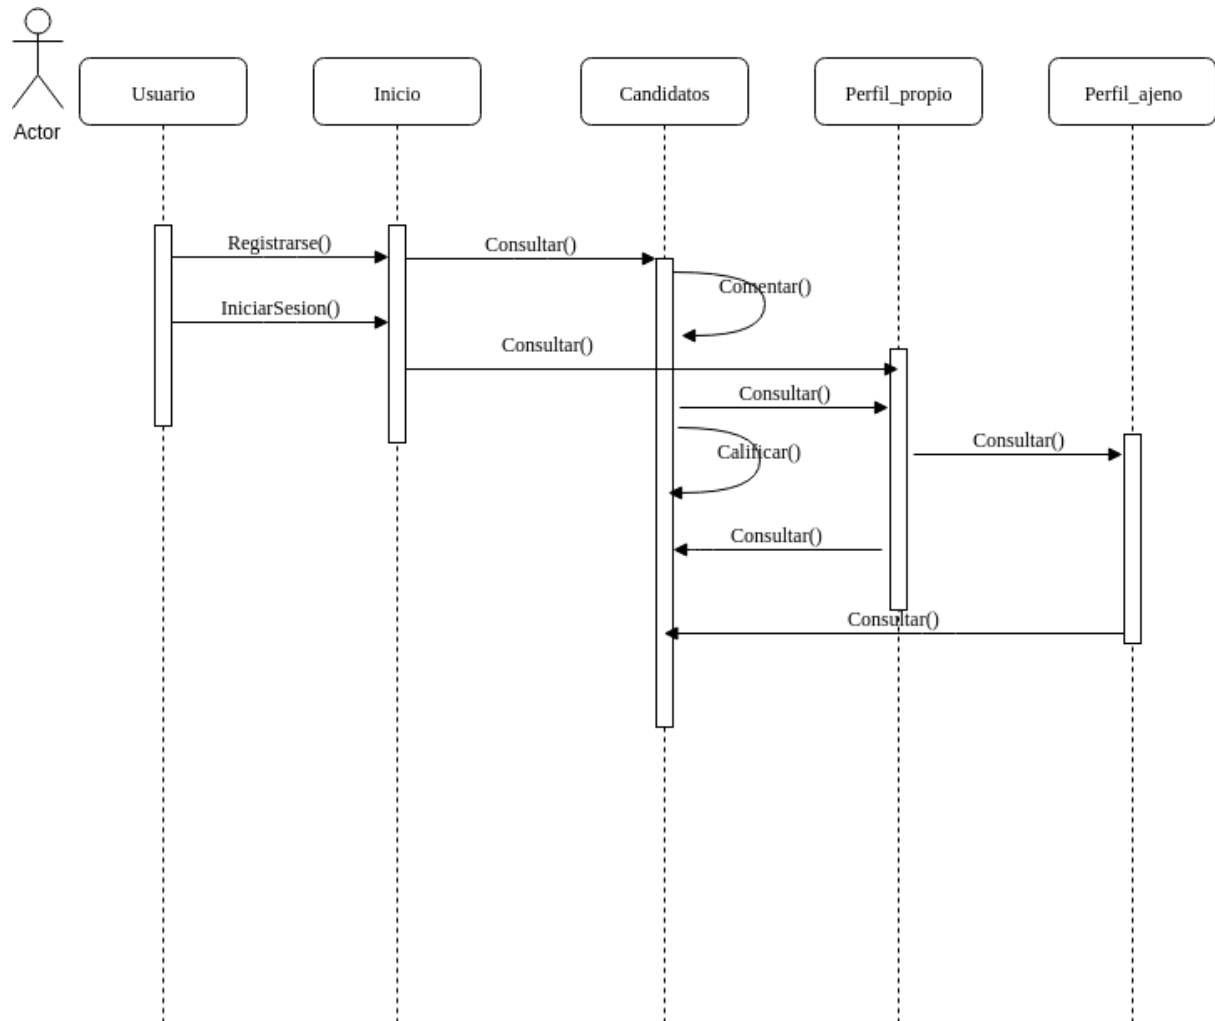 Actor
Usuario
Inicio
Candidatos
Perfil_propio
Perfil_ajeno
Registrarse()
Consultar()
Comentar()
IniciarSesion()
Consultar()
Consultar()
Consultar()
Calificar()
Consultar()
Consultar()